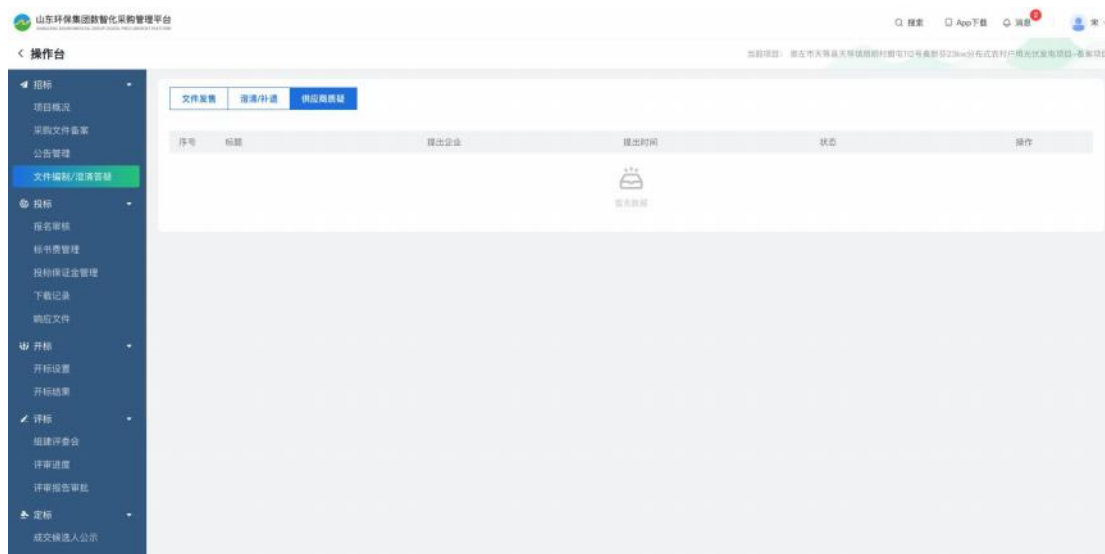 山东环保集团数智化采购管理平台
搜索 App下载 消息
宋
操作台
招标
项目概况
采购文件备案
公告管理
文件编制/澄清答疑
投标
报名审核
标书费管理
投标保证金管理
下载记录
响应文件
开标
开标设置
开标结果
评标
组建评委会
评审进度
评审报告审批
定标
成交候选人公示
文件发售 澄清/补遗 供应商质疑
序号 标题 提出企业 提出时间 状态 操作
暂无数据